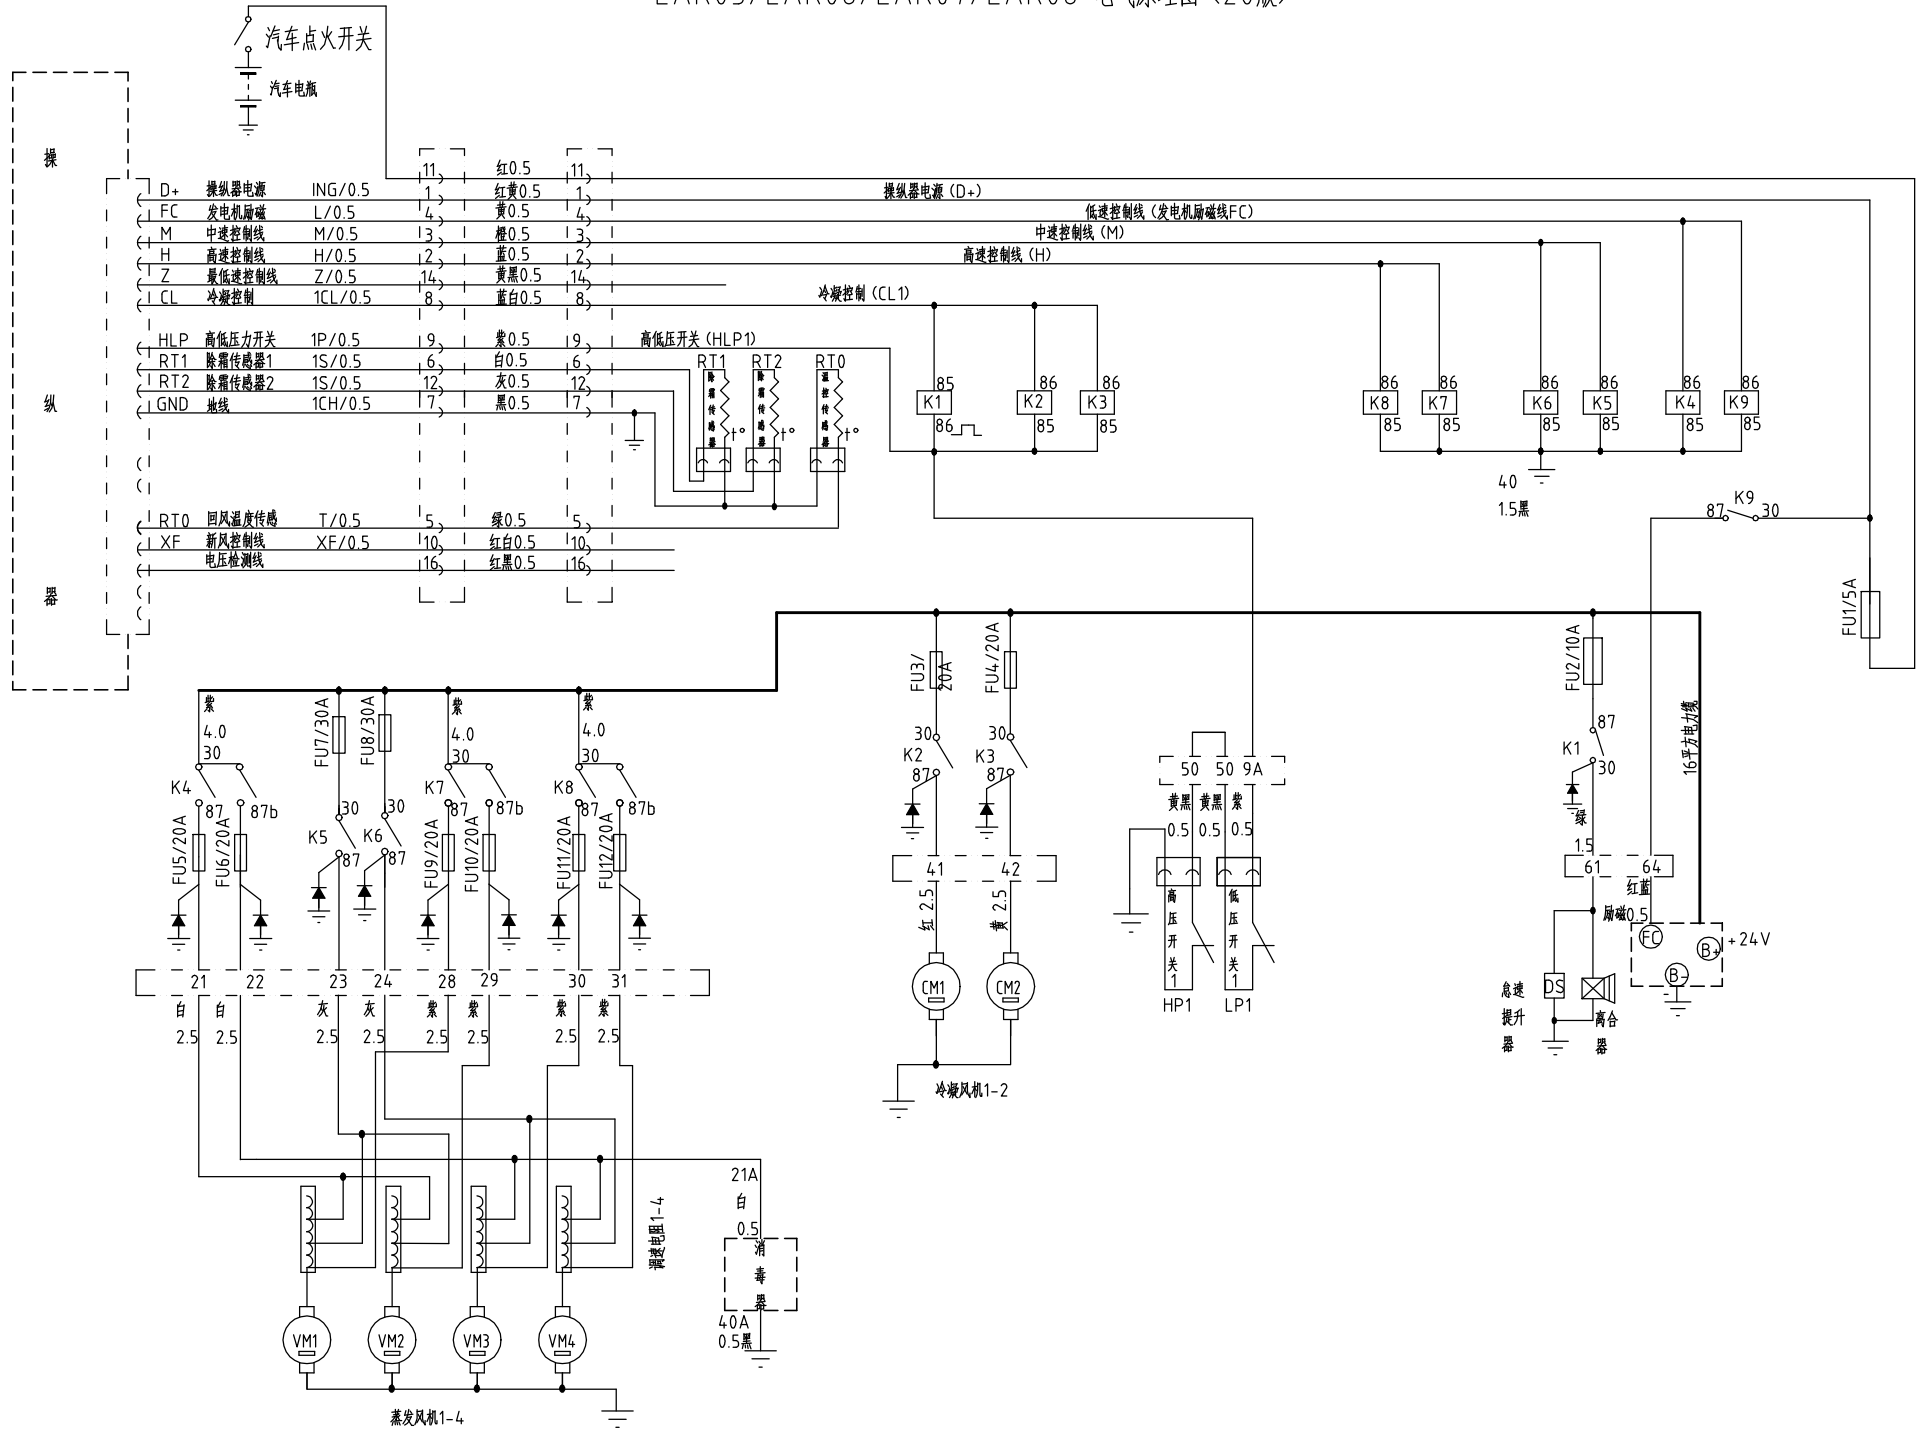 汽车点火开关
汽车电瓶
操
纵
器
11 红0.5 11
D+ 操纵器电源 ING/0.5 1 红黄0.5 1 操纵器电源(D+)
FC 发电机励磁 L/0.5 4 黄0.5 4 低速控制线(发电机励磁线FC)
M 中速控制线 M/0.5 3 橙0.5 3 中速控制线(M)
H 高速控制线 H/0.5 2 蓝0.5 2 高速控制线(H)
Z 最低速控制线 Z/0.5 14 黄黑0.5 14
CL 冷凝控制 1CL/0.5 8 蓝白0.5 8 冷凝控制(CL1)
HLP 高低压力开关 1P/0.5 9 紫0.5 9 高低压开关(HLP1)
RT1 除霜传感器1 1S/0.5 6 白0.5 6
RT2 除霜传感器2 1S/0.5 12 灰0.5 12
GND 地线 1CH/0.5 7 黑0.5 7
RT0 回风温度传感 T/0.5 5 绿0.5 5
XF 新风控制线 XF/0.5 10 红白0.5 10
电压检测线 16 红黑0.5 16
RT1 RT2 RT0
除霜传感器
除霜传感器
温控传感器
t° t° t°
85 86 86
K1 K2 K3
86 85 85
86 86 86 86 86 86
K8 K7 K6 K5 K4 K9
85 85 85 85 85 85
40
1.5黑
K9
87 30
FU1/5A
FU3/
20A
FU4/20A
FU2/10A
16平方电力缆
紫 紫 紫
4.0 4.0 4.0
30 30 30
FU7/30A FU8/30A
K4 K7 K8
87 87b 87 87b 87 87b
30 30
K5 K6
87 87
FU5/20A FU6/20A FU9/20A FU10/20A FU11/20A FU12/20A
30 30
K2 K3
87 87
87
K1
30
绿
1.5
50 50 9A
黄黑 黄黑 紫
0.5 0.5 0.5
41 42
红 2.5 黄 2.5
CM1 CM2
冷凝风机1-2
高压开关1
低压开关1
HP1 LP1
61 64
红蓝
励磁0.5
FC B+ +24V
B-
-
DS
怠速
提升
器
离合
器
21 22 23 24 28 29 30 31
白 白 灰 灰 紫 紫 紫 紫
2.5 2.5 2.5 2.5 2.5 2.5 2.5 2.5
调速电阻1-4
21A
白
0.5
消
毒
器
40A
0.5黑
VM1 VM2 VM3 VM4
蒸发风机1-4